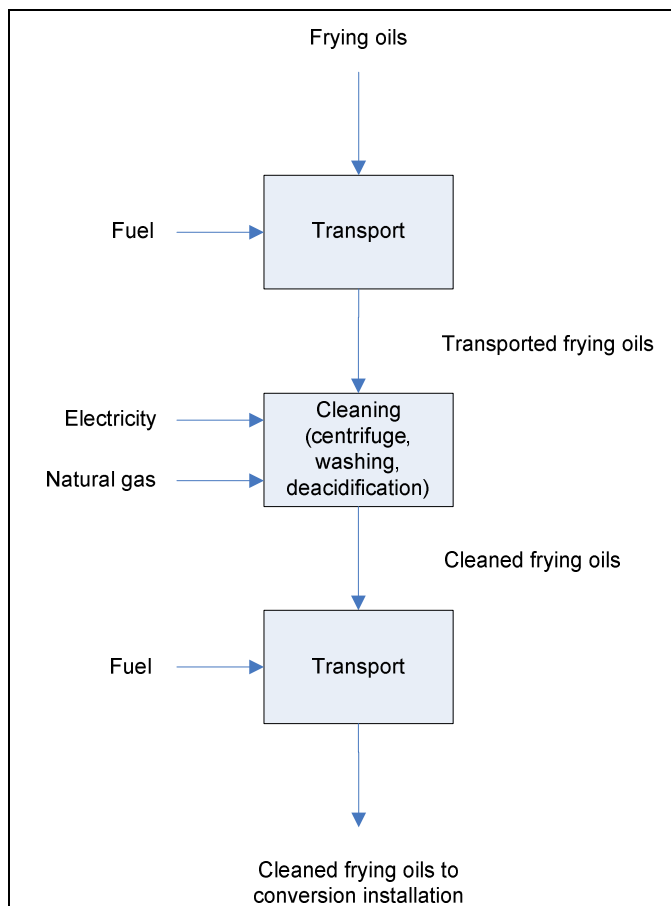 Frying oils
Fuel
Transport
Transported frying oils
Electricity
Natural gas
Cleaning
(centrifuge,
washing,
deacidification)
Cleaned frying oils
Fuel
Transport
Cleaned frying oils to
conversion installation